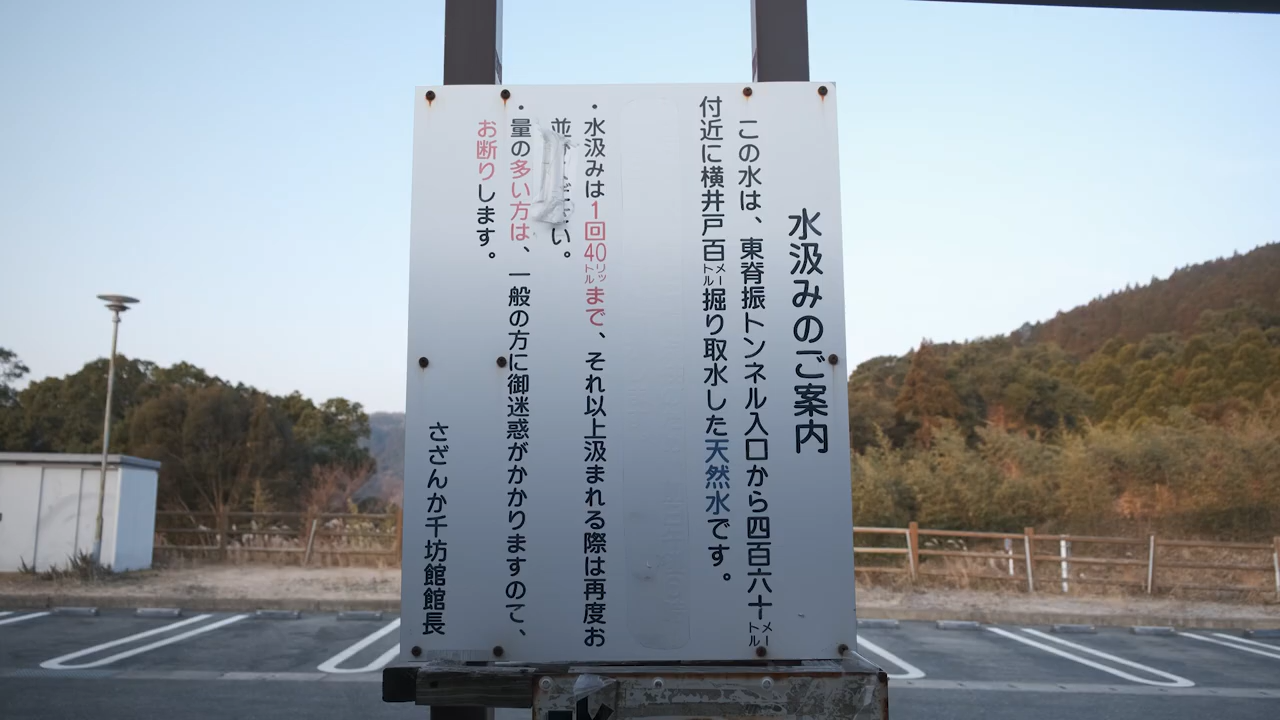 水汲みのご案内
この水は、東脊振トンネル入口から四百六十メートル
付近に横井戸百メートル掘り取水した天然水です。
・水汲みは1回40リットルまで、それ以上汲まれる際は再度お
並びください。
・量の多い方は、一般の方に御迷惑がかかりますので、
お断りします。
さざんか千坊館館長